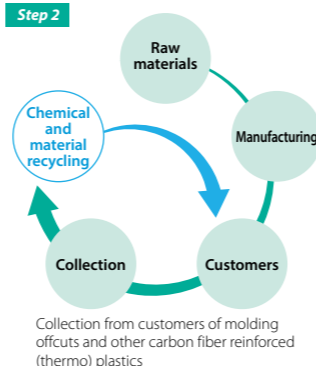 Step 2
Raw
materials
Chemical
and
material
recycling
Manufacturing
Collection
Customers
Collection from customers of molding
offcuts and other carbon fiber reinforced
(thermo) plastics